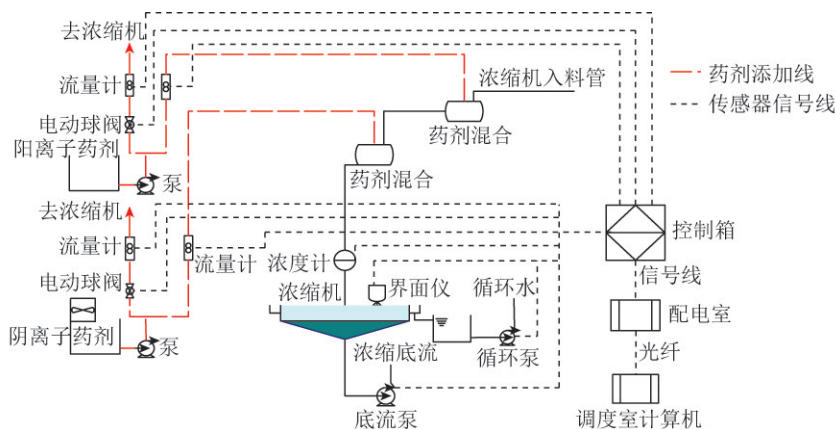 去浓缩机
流量计
电动球阀
阳离子药剂
泵
去浓缩机
流量计
电动球阀
阴离子药剂
泵
流量计
浓缩机入料管
药剂混合
药剂混合
浓度计
浓缩机
界面仪
循环水
循环泵
浓缩底流
底流泵
药剂添加线
传感器信号线
控制箱
信号线
配电室
光纤
调度室计算机